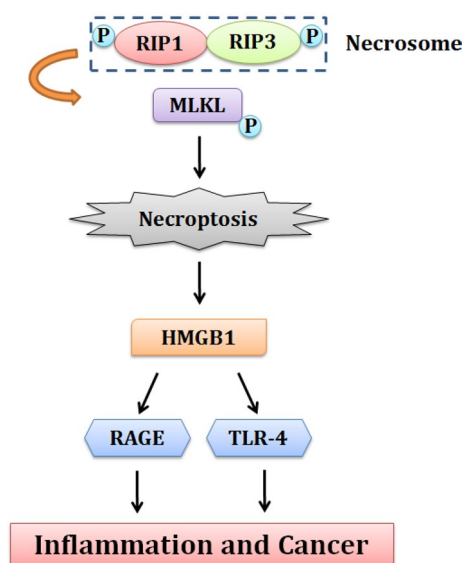 P RIP1 RIP3 P Necrosome
MLKL
P
Necroptosis
HMGB1
RAGE TLR-4
Inflammation and Cancer